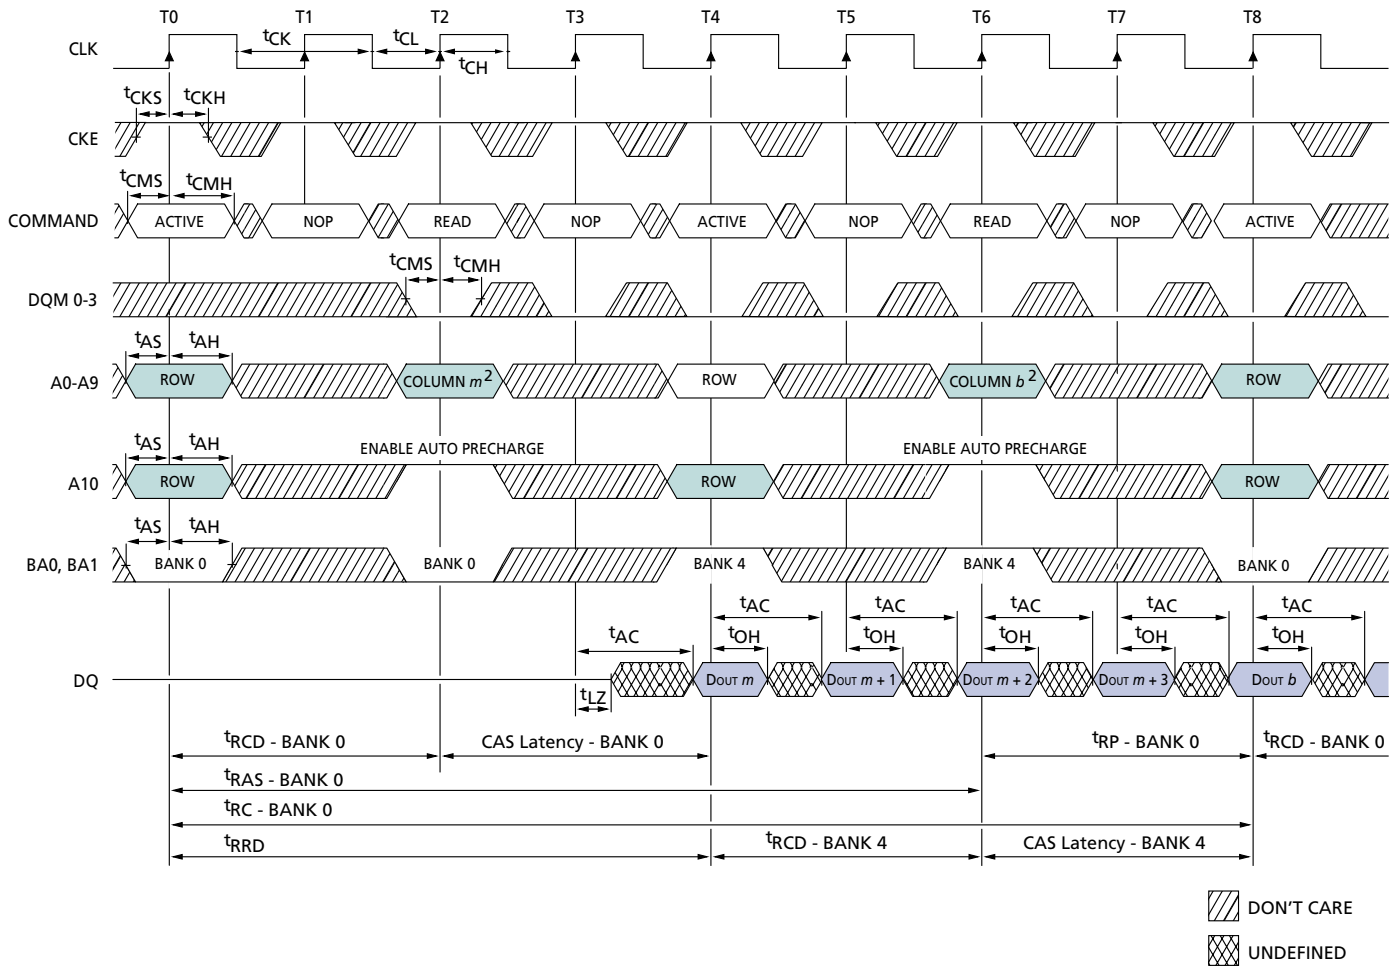 T0 T1 T2 T3 T4 T5 T6 T7 T8
CLK
tCK tCL
tCH
tCKS tCKH
CKE
tCMS tCMH
COMMAND ACTIVE NOP READ NOP ACTIVE NOP READ NOP ACTIVE
tCMS tCMH
DQM 0-3
tAS tAH
A0-A9 ROW COLUMN m2 ROW COLUMN b2 ROW
tAS tAH ENABLE AUTO PRECHARGE ENABLE AUTO PRECHARGE
A10 ROW ROW ROW
tAS tAH
BA0, BA1 BANK 0 BANK 0 BANK 4 BANK 4 BANK 0
tAC tAC tAC tAC tAC
tAC tOH tOH tOH tOH tOH
DQ DOUT m DOUT m + 1 DOUT m + 2 DOUT m + 3 DOUT b
tLZ
tRCD - BANK 0 CAS Latency - BANK 0 tRP - BANK 0 tRCD - BANK 0
tRAS - BANK 0
tRC - BANK 0
tRRD tRCD - BANK 4 CAS Latency - BANK 4
DON'T CARE
UNDEFINED